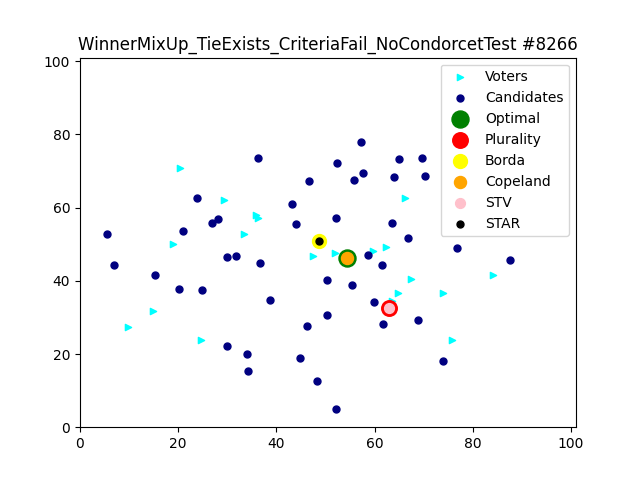 WinnerMixUp_TieExists_CriteriaFail_NoCondorcetTest #8266
100
80
60
40
20
0
0
20
40
60
80
100
Voters
Candidates
Optimal
Plurality
Borda
Copeland
STV
STAR